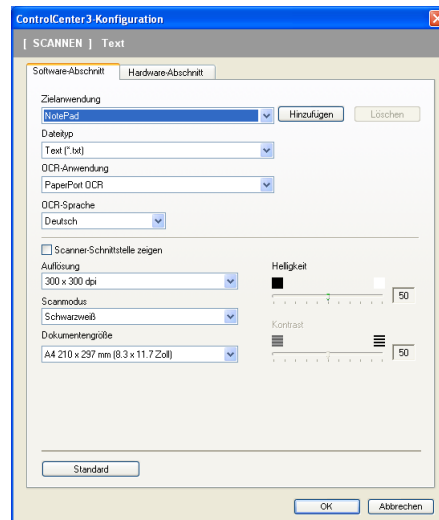 ControlCenter3-Konfiguration
[ SCANNEN ] Text
Software-Abschnitt Hardware-Abschnitt
Zielanwendung
NotePad Hinzufügen Löschen
Dateityp
Text (*.txt)
OCR-Anwendung
PaperPort OCR
OCR-Sprache
Deutsch
Scanner-Schnittstelle zeigen
Auflösung Helligkeit
300 x 300 dpi 50
Scanmodus
Schwarzweiß Kontrast
Dokumentengröße
A4 210 x 297 mm (8.3 x 11.7 Zoll) 50
Standard
OK Abbrechen